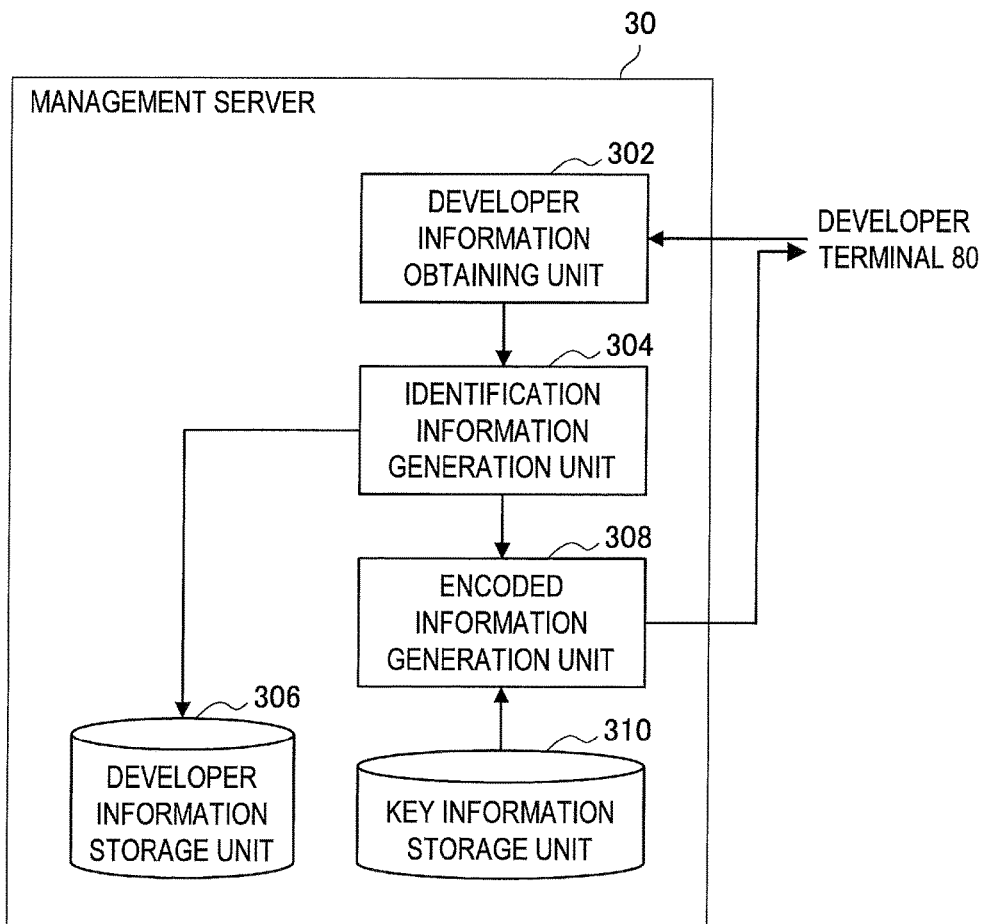 30
MANAGEMENT SERVER
302
DEVELOPER
INFORMATION
OBTAINING UNIT
DEVELOPER
TERMINAL 80
304
IDENTIFICATION
INFORMATION
GENERATION UNIT
308
ENCODED
INFORMATION
GENERATION UNIT
306
DEVELOPER
INFORMATION
STORAGE UNIT
310
KEY INFORMATION
STORAGE UNIT